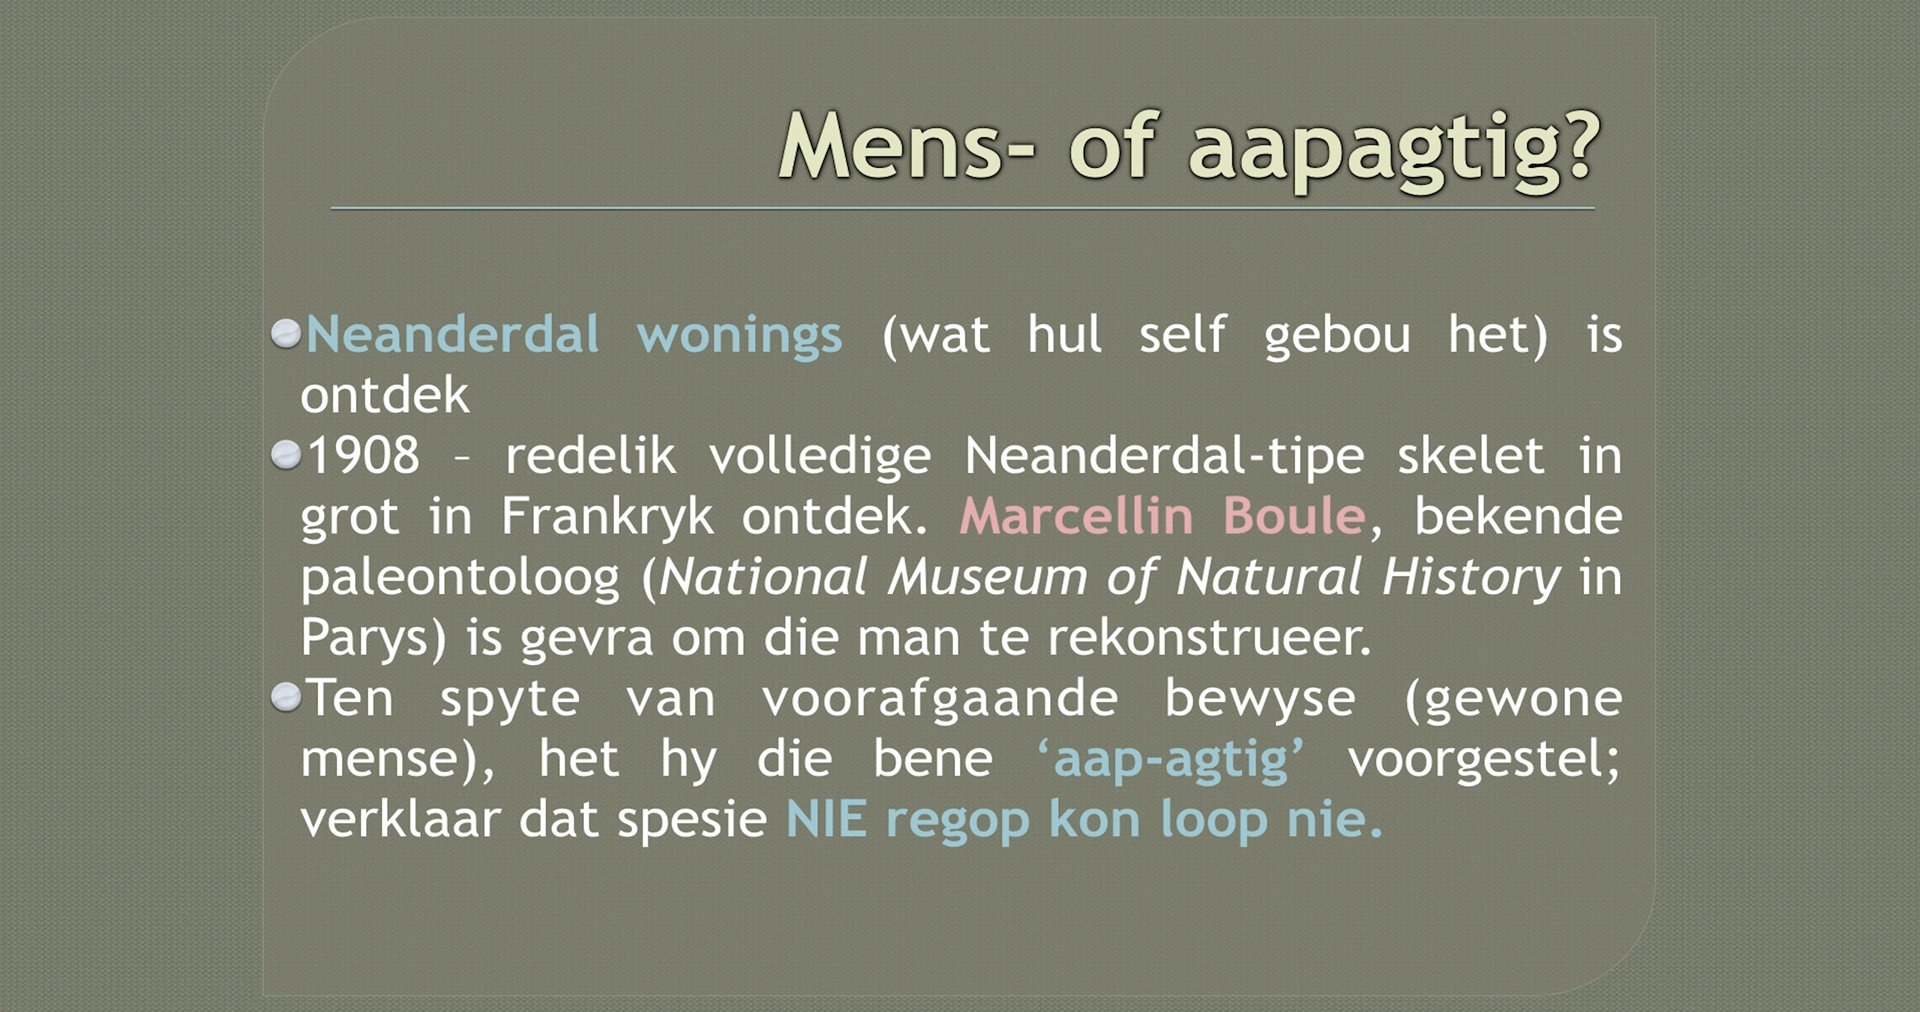 Mens- of aapagtig?
Neanderdal wonings (wat hul self gebou het) is
ontdek
1908 – redelik volledige Neanderdal-tipe skelet in
grot in Frankryk ontdek. Marcellin Boule, bekende
paleontoloog (National Museum of Natural History in
Parys) is gevra om die man te rekonstrueer.
Ten spyte van voorafgaande bewyse (gewone
mense), het hy die bene ‘aap-agtig’ voorgestel;
verklaar dat spesie NIE regop kon loop nie.